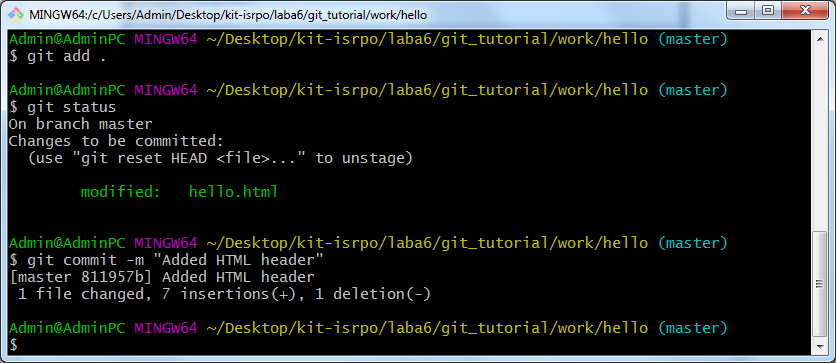 MINGW64:/c/Users/Admin/Desktop/kit-isrpo/laba6/git_tutorial/work/hello
Admin@AdminPC MINGW64 ~/Desktop/kit-isrpo/laba6/git_tutorial/work/hello (master)
$ git add .
Admin@AdminPC MINGW64 ~/Desktop/kit-isrpo/laba6/git_tutorial/work/hello (master)
$ git status
On branch master
Changes to be committed:
  (use "git reset HEAD <file>..." to unstage)
        modified:   hello.html
Admin@AdminPC MINGW64 ~/Desktop/kit-isrpo/laba6/git_tutorial/work/hello (master)
$ git commit -m "Added HTML header"
[master 811957b] Added HTML header
 1 file changed, 7 insertions(+), 1 deletion(-)
Admin@AdminPC MINGW64 ~/Desktop/kit-isrpo/laba6/git_tutorial/work/hello (master)
$